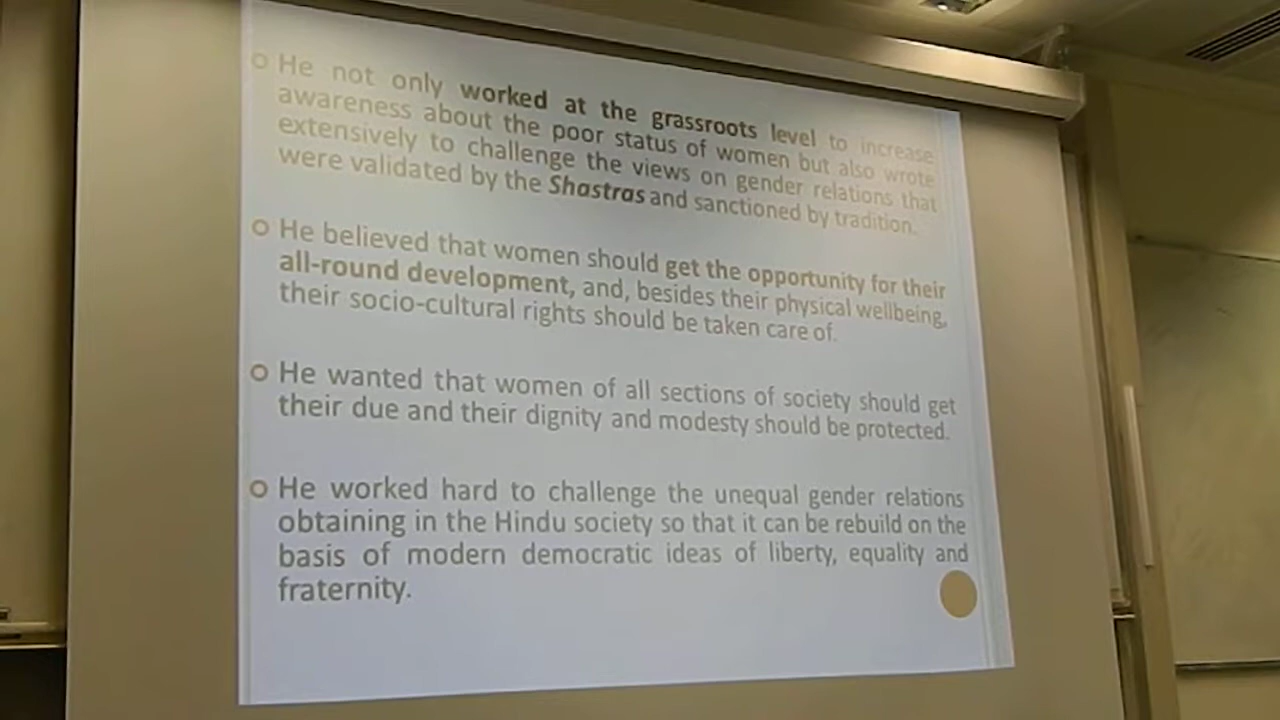 He not only worked at the grassroots level to increase
awareness about the poor status of women but also wrote
extensively to challenge the views on gender relations that
were validated by the Shastras and sanctioned by tradition.
He believed that women should get the opportunity for their
all-round development, and, besides their physical wellbeing,
their socio-cultural rights should be taken care of.
He wanted that women of all sections of society should get
their due and their dignity and modesty should be protected.
He worked hard to challenge the unequal gender relations
obtaining in the Hindu society so that it can be rebuild on the
basis of modern democratic ideas of liberty, equality and
fraternity.